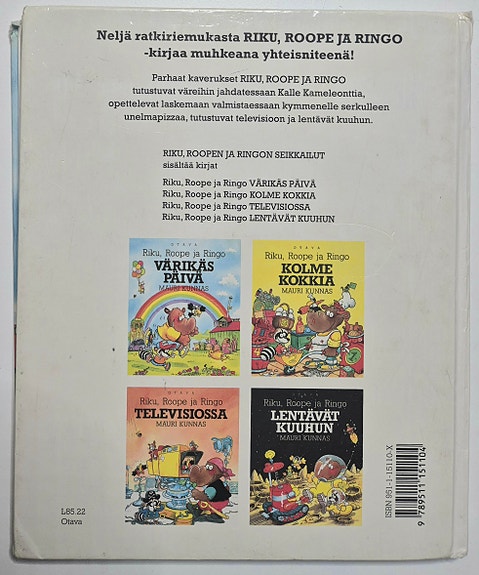 Neljä ratkiriemukasta RIKU, ROOPE JA RINGO
-kirjaa muhkeana yhteisniteenä!
Parhaat kaverukset RIKU, ROOPE JA RINGO
tutustuvat väreihin jahdatessaan Kalle Kameleonttia,
opettelevat laskemaan valmistaessaan kymmenelle serkulleen
unelmapizzaa, tutustuvat televisioon ja lentävät kuuhun.
RIKU, ROOPEN JA RINGON SEIKKAILUT
sisältää kirjat
Riku, Roope ja Ringo VÄRIKÄS PÄIVÄ
Riku, Roope ja Ringo KOLME KOKKIA
Riku, Roope ja Ringo TELEVISIOSSA
Riku, Roope ja Ringo LENTÄVÄT KUUHUN
OTAVA
Riku, Roope ja Ringo
VÄRIKÄS
PÄIVÄ
MAURI KUNNAS
OTAVA
Riku, Roope ja Ringo
KOLME
KOKKIA
MAURI KUNNAS
OTAVA
Riku, Roope ja Ringo
TELEVISIOSSA
MAURI KUNNAS
OTAVA
Riku, Roope ja Ringo
LENTÄVÄT
KUUHUN
MAURI KUNNAS
L85.22
Otava
ISBN 951-1-15110-X
9 789511 151104